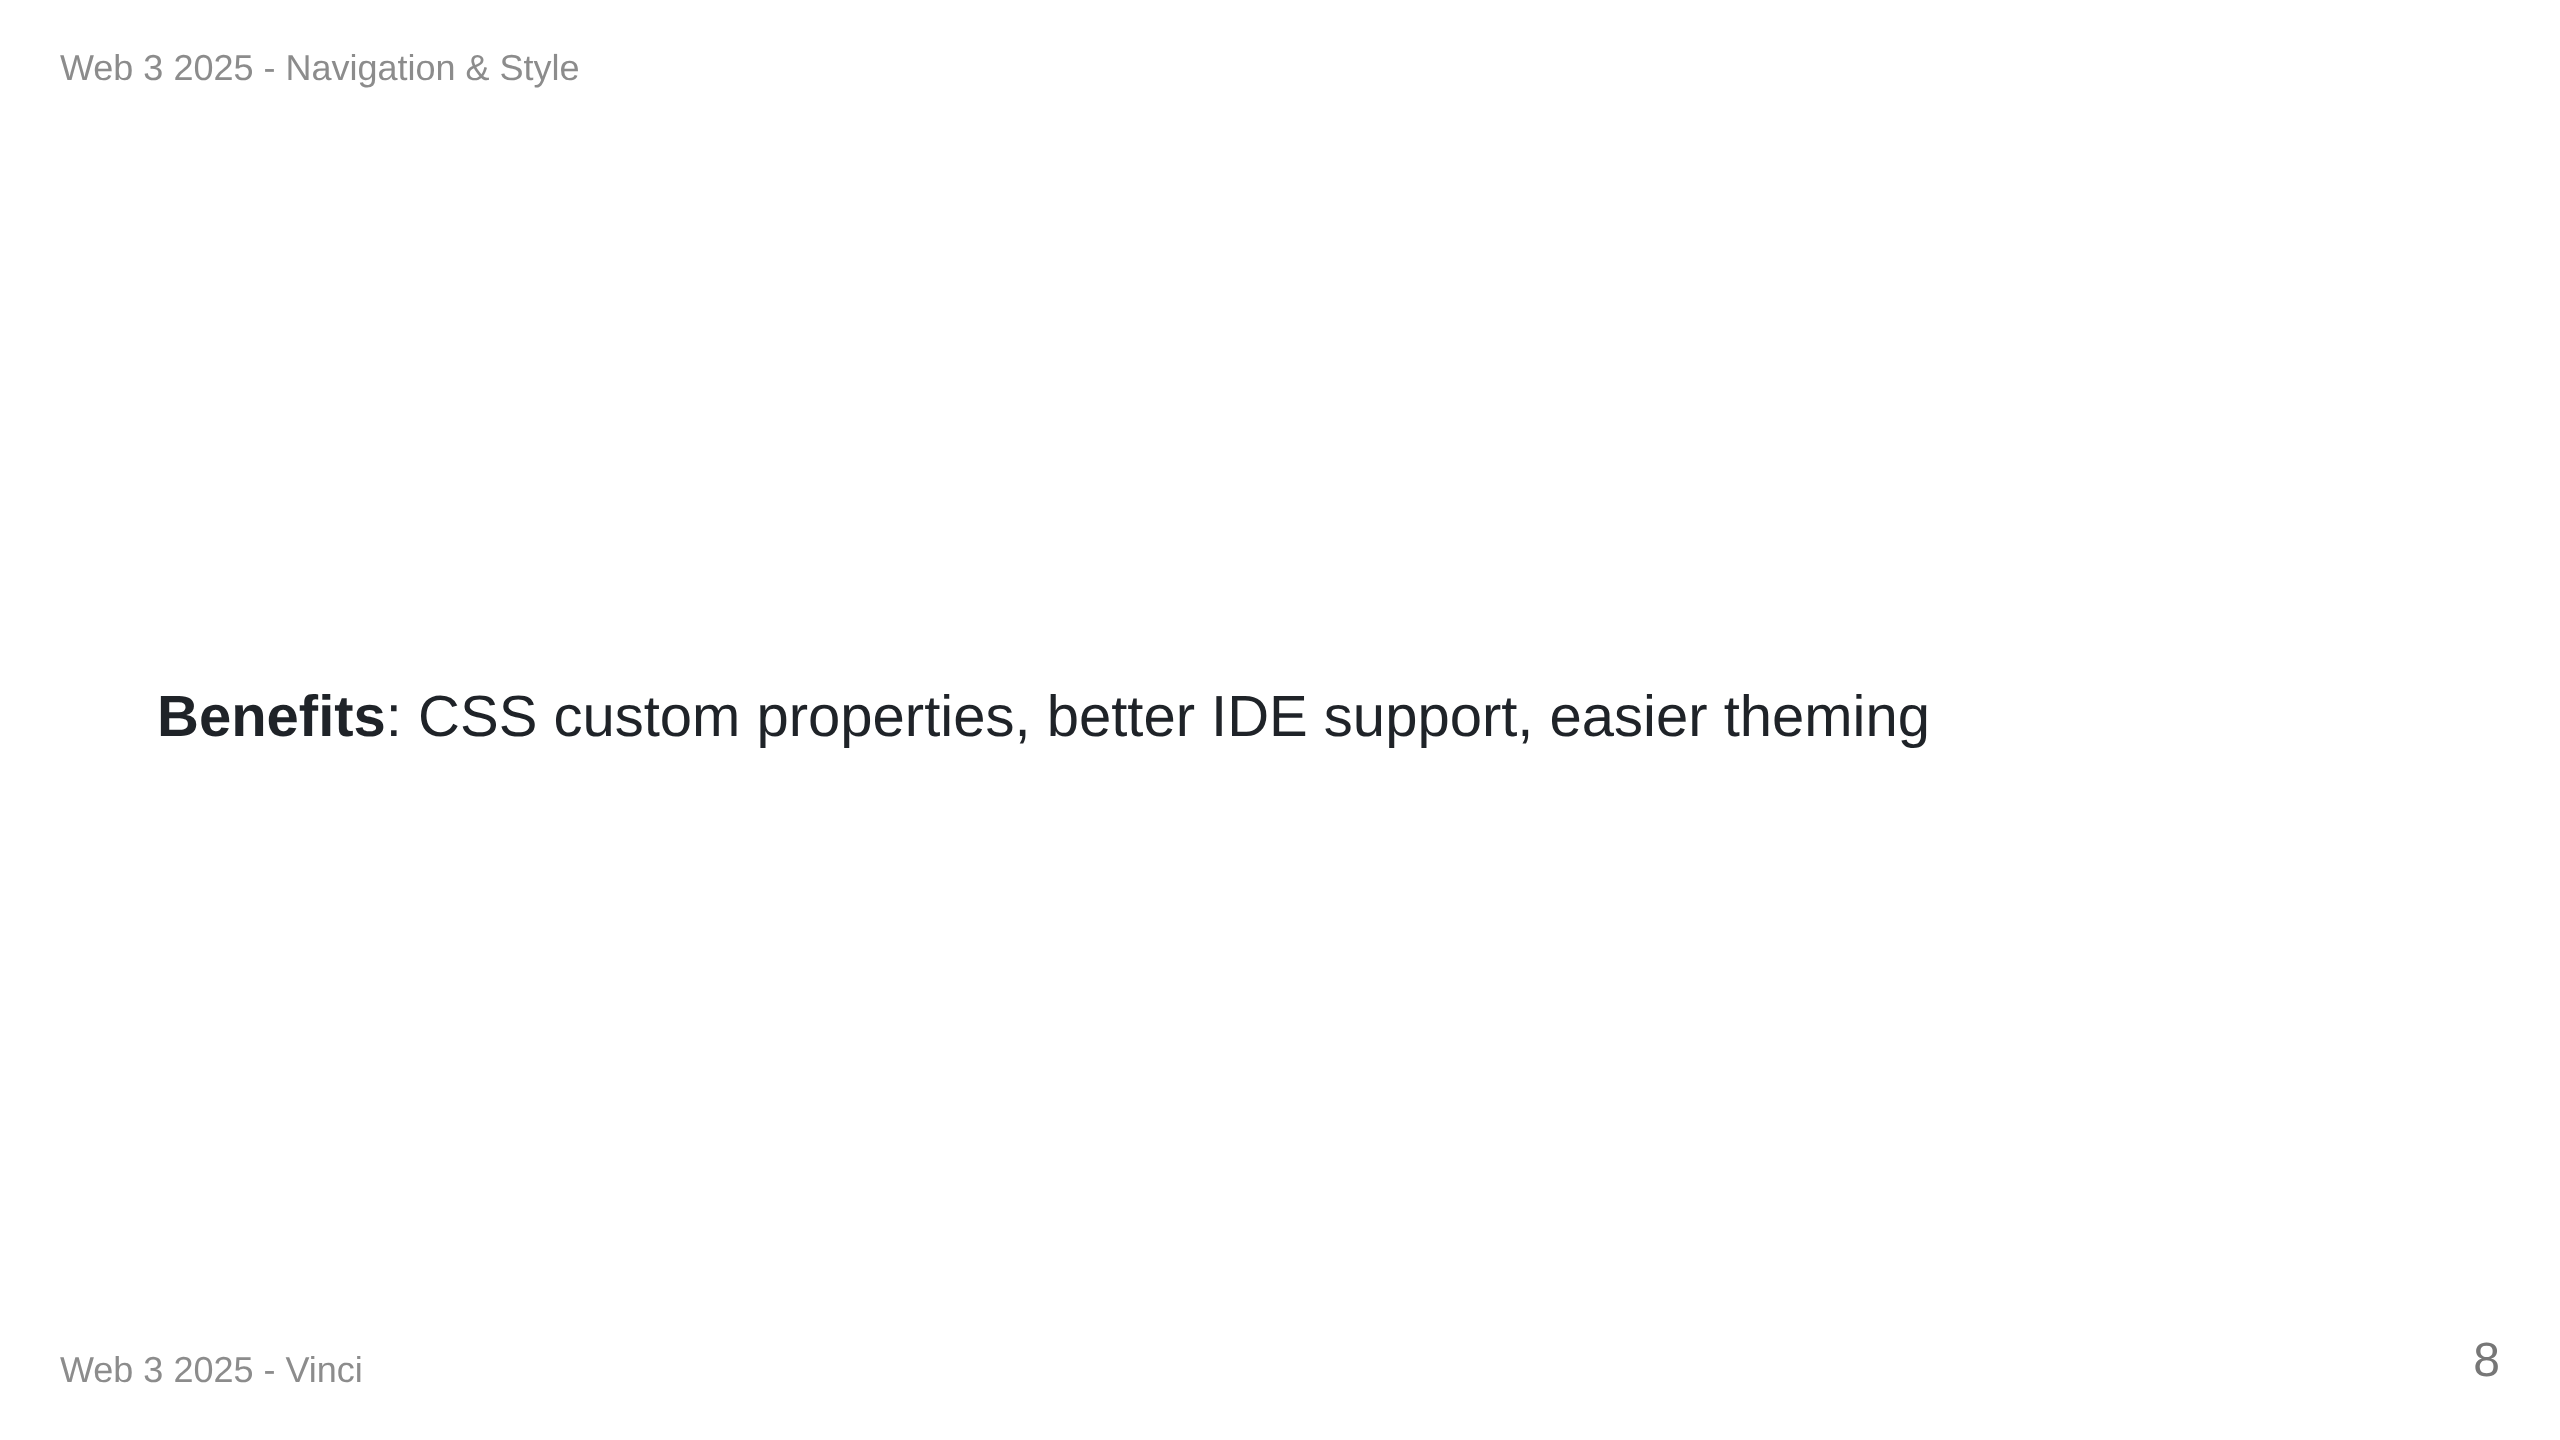 Web 3 2025 - Navigation & Style
Benefits: CSS custom properties, better IDE support, easier theming
Web 3 2025 - Vinci
8